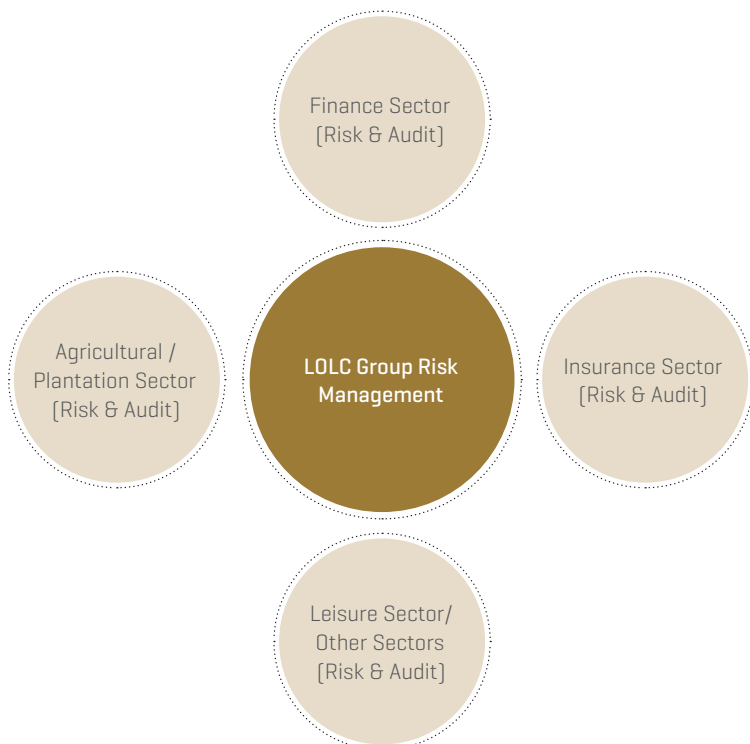 Finance Sector
(Risk & Audit)
Agricultural /
Plantation Sector
(Risk & Audit)
LOLC Group Risk
Management
Insurance Sector
(Risk & Audit)
Leisure Sector/
Other Sectors
(Risk & Audit)